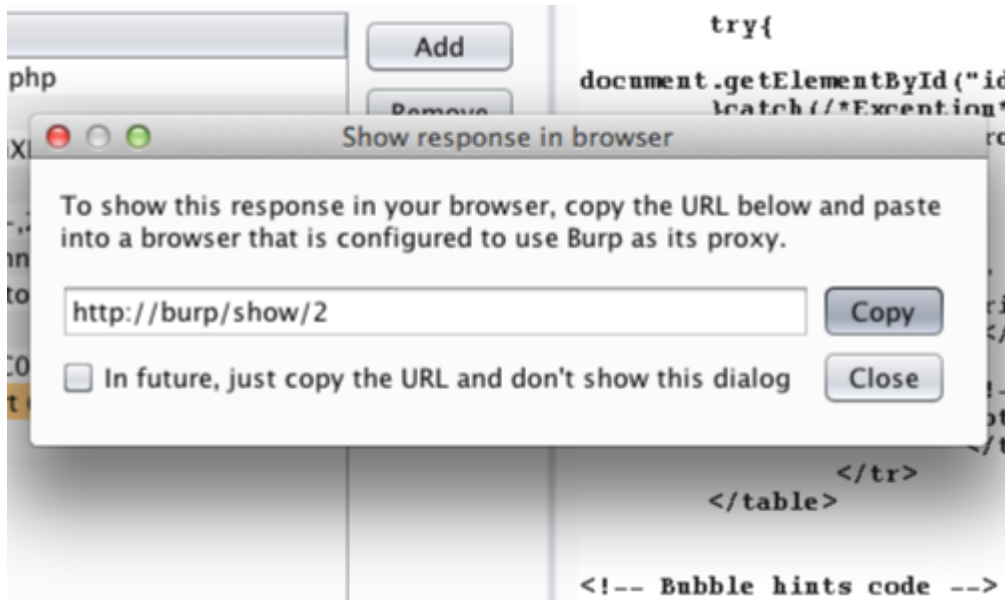 try{
Add
php
document.getElementById("id
Remove
}catch(/*Exception*
Show response in browser
To show this response in your browser, copy the URL below and paste
into a browser that is configured to use Burp as its proxy.
http://burp/show/2
Copy
In future, just copy the URL and don't show this dialog
Close
</tr>
</table>
<!-- Bubble hints code -->